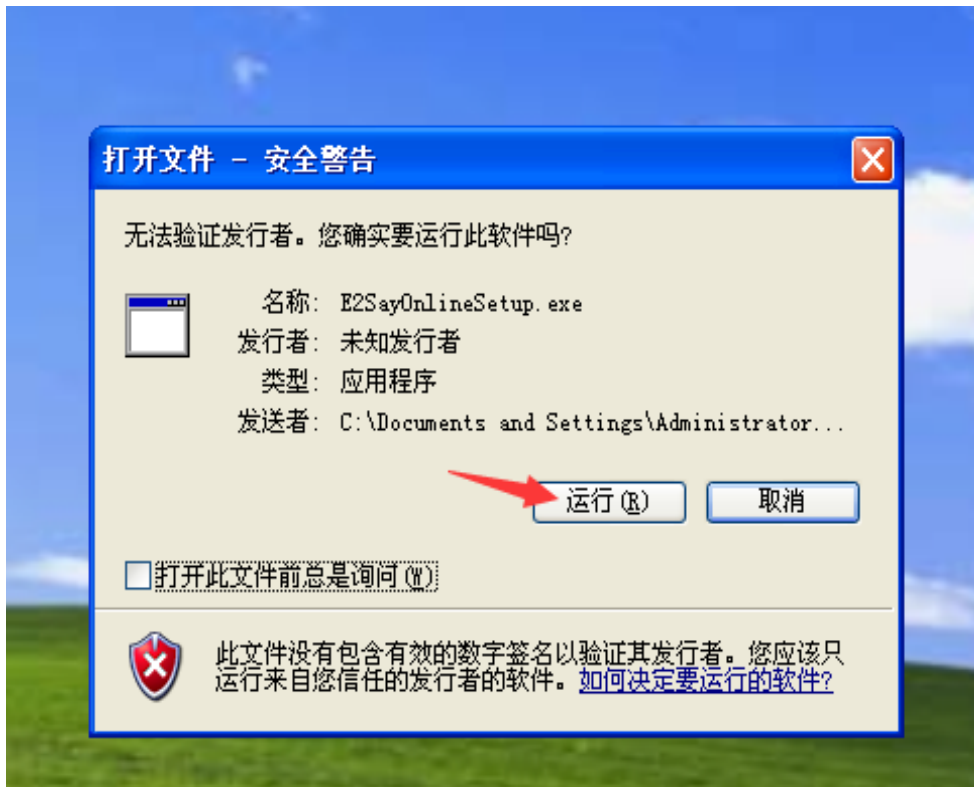 打开文件 - 安全警告
无法验证发行者。您确实要运行此软件吗?
名称: E2SayOnlineSetup.exe
发行者: 未知发行者
类型: 应用程序
发送者: C:\Documents and Settings\Administrator...
运行(R) 取消
打开此文件前总是询问(W)
此文件没有包含有效的数字签名以验证其发行者。您应该只
运行来自您信任的发行者的软件。如何决定要运行的软件?